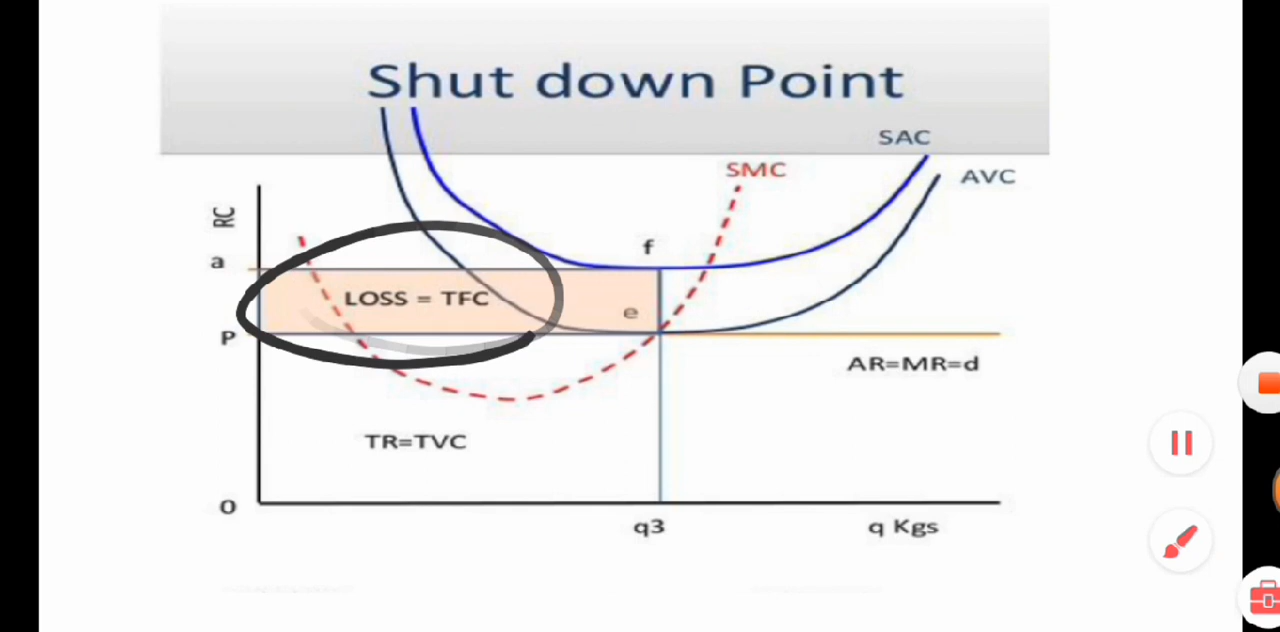 Shut down Point
SAC
SMC
AVC
RC
f
a
LOSS = TFC
e
P
AR=MR=d
TR=TVC
0
q3
q Kgs